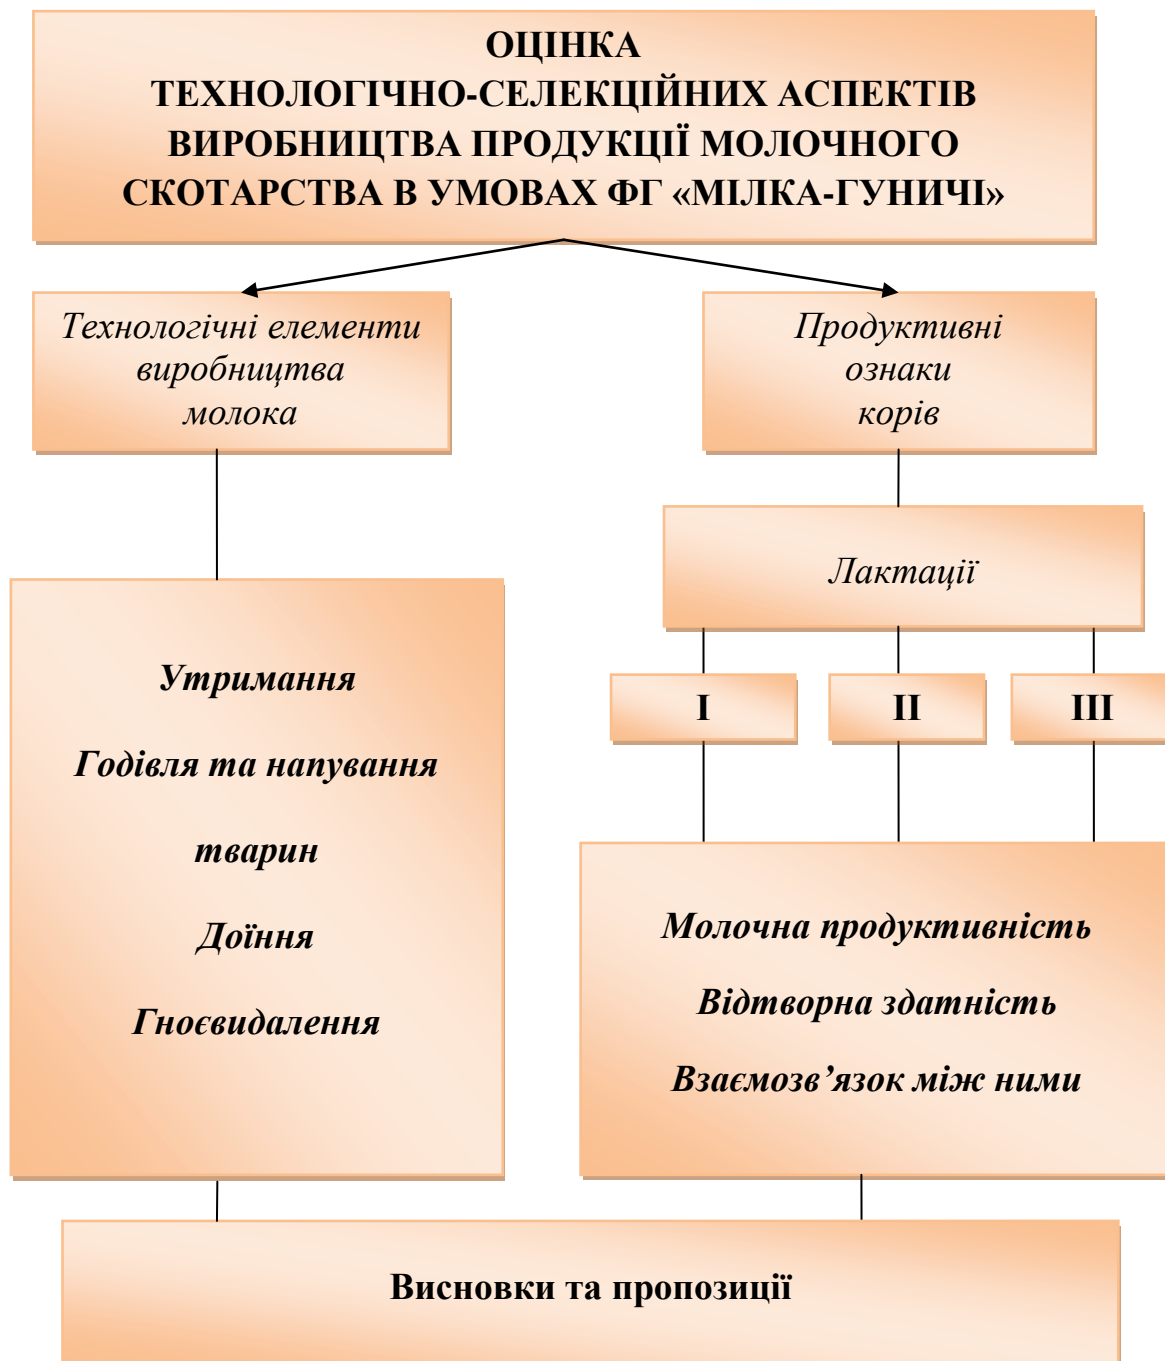 ОЦІНКА
ТЕХНОЛОГІЧНО-СЕЛЕКЦІЙНИХ АСПЕКТІВ
ВИРОБНИЦТВА ПРОДУКЦІЇ МОЛОЧНОГО
СКОТАРСТВА В УМОВАХ ФГ «МІЛКА-ГУНИЧІ»
Технологічні елементи
виробництва
молока
Продуктивні
ознаки
корів
Лактації
І
ІІ
ІІІ
Утримання
Годівля та напування
тварин
Доїння
Гноєвидалення
Молочна продуктивність
Відтворна здатність
Взаємозв’язок між ними
Висновки та пропозиції